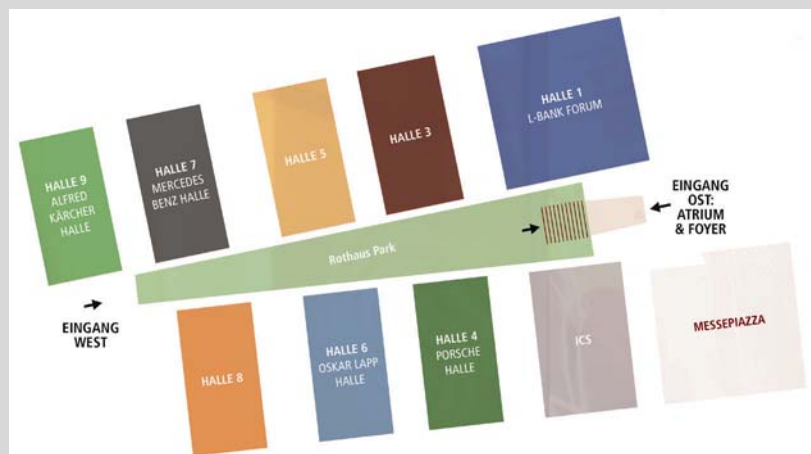 HALLE 1
L-BANK FORUM
HALLE 3
HALLE 5
HALLE 7
MERCEDES
BENZ HALLE
HALLE 9
ALFRED
KÄRCHER
HALLE
EINGANG
OST:
ATRIUM
& FOYER
Rothaus Park
EINGANG
WEST
HALLE 8
HALLE 6
OSKAR LAPP
HALLE
HALLE 4
PORSCHE
HALLE
ICS
MESSEPIAZZA